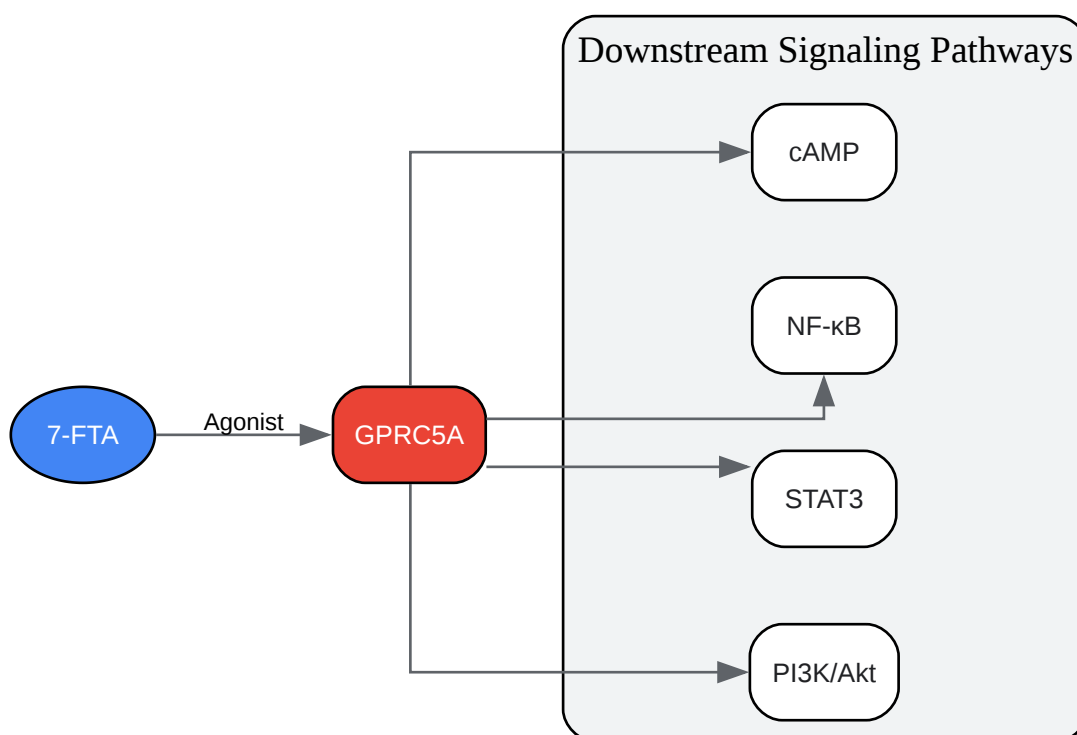 Downstream Signaling Pathways
cAMP
NF-κB
7-FTA
Agonist
GPRC5A
STAT3
PI3K/Akt